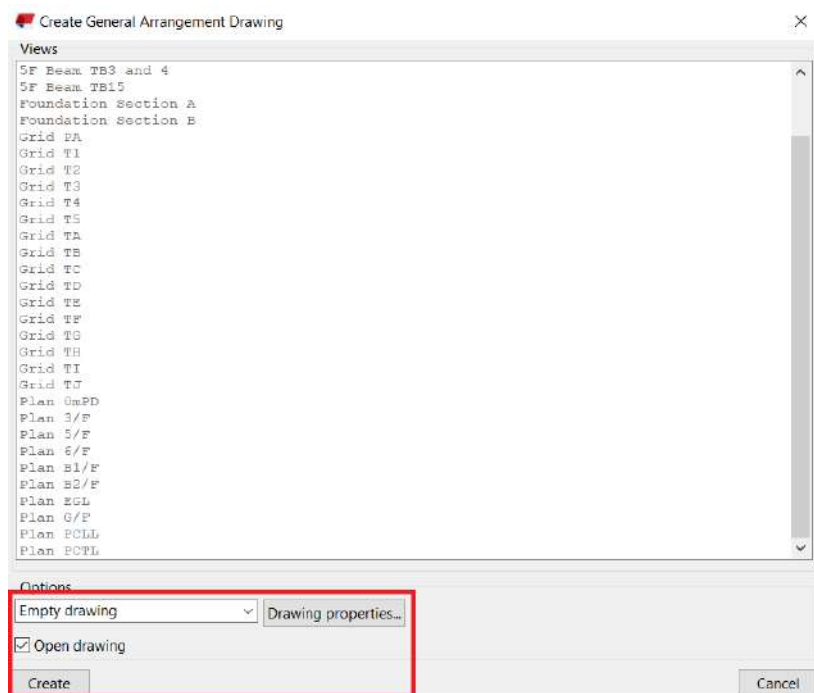 Create General Arrangement Drawing
Views
5F Beam TB3 and 4
5F Beam TB15
Foundation Section A
Foundation Section B
Grid PA
Grid T1
Grid T2
Grid T3
Grid T4
Grid T5
Grid TA
Grid TB
Grid TC
Grid TD
Grid TE
Grid TF
Grid TG
Grid TH
Grid TI
Grid TJ
Plan 0mPD
Plan 3/F
Plan 5/F
Plan 6/F
Plan B1/F
Plan B2/F
Plan EGL
Plan G/F
Plan PCLL
Plan PCTL
Options
Empty drawing Drawing properties...
Open drawing
Create Cancel